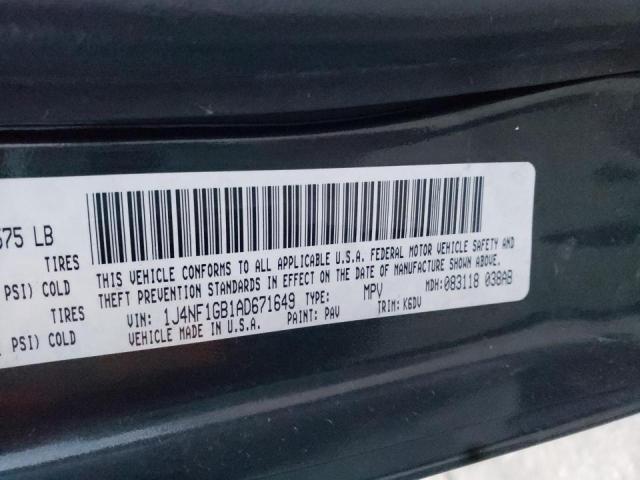 575 LB
TIRES
PSI) COLD
TIRES
PSI) COLD
THIS VEHICLE CONFORMS TO ALL APPLICABLE U.S.A. FEDERAL MOTOR VEHICLE SAFETY AND
THEFT PREVENTION STANDARDS IN EFFECT ON THE DATE OF MANUFACTURE SHOWN ABOVE.
VIN: 1J4NF1GB1AD671649 TYPE: MPV MDH:083118 038AB
VEHICLE MADE IN U.S.A. PAINT: PAV TRIM: K6DV